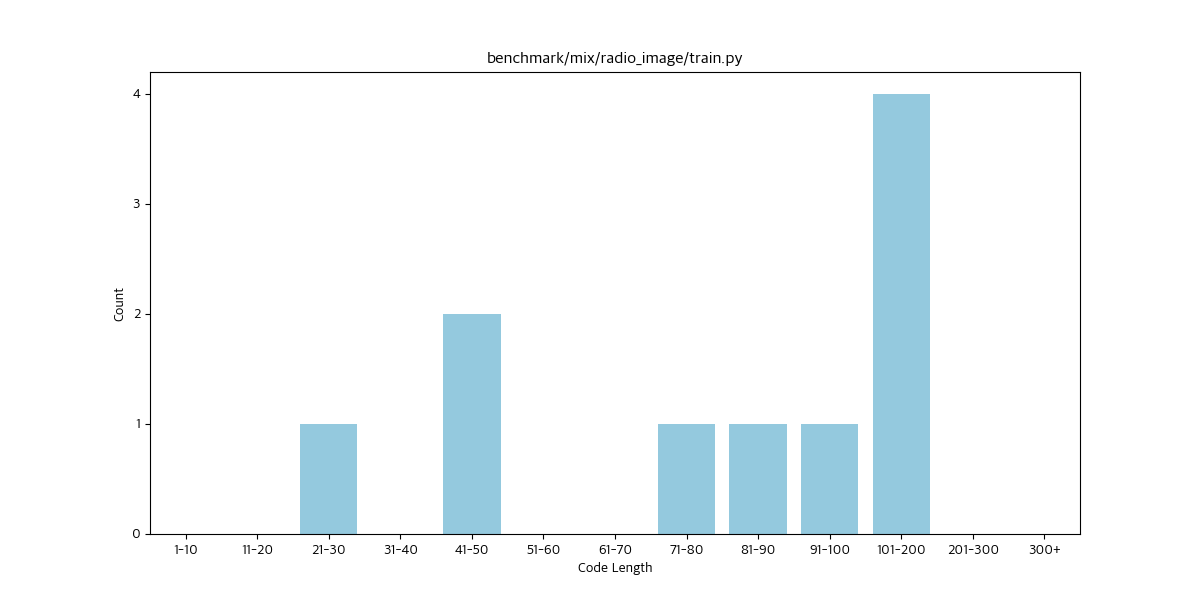 benchmark/mix/radio_image/train.py
4
3
2
1
0
Count
1-10 11-20 21-30 31-40 41-50 51-60 61-70 71-80 81-90 91-100 101-200 201-300 300+
Code Length